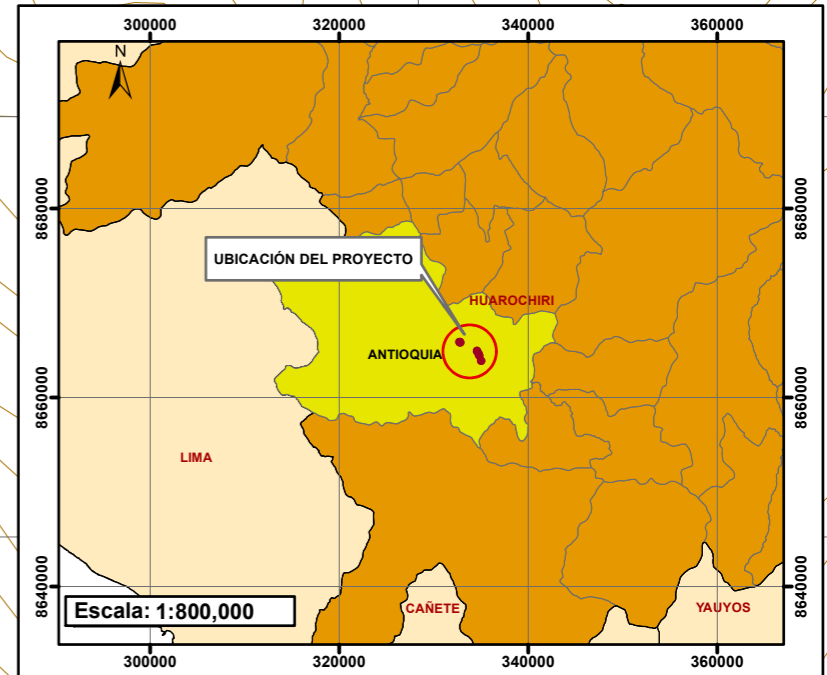 300000 320000 340000 360000
N
8680000 8680000
UBICACIÓN DEL PROYECTO
HUAROCHIRI
ANTIOQUIA
8660000 8660000
LIMA
8640000 8640000
Escala: 1:800,000
CAÑETE
YAUYOS
300000 320000 340000 360000